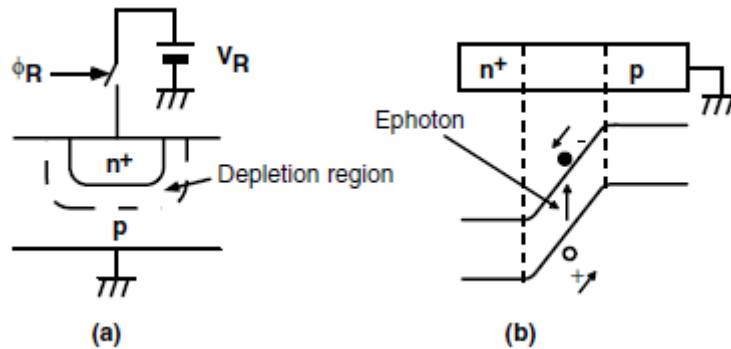 ϕR
VR
n+
Depletion region
p
(a)
n+
p
Ephoton
-
+
(b)